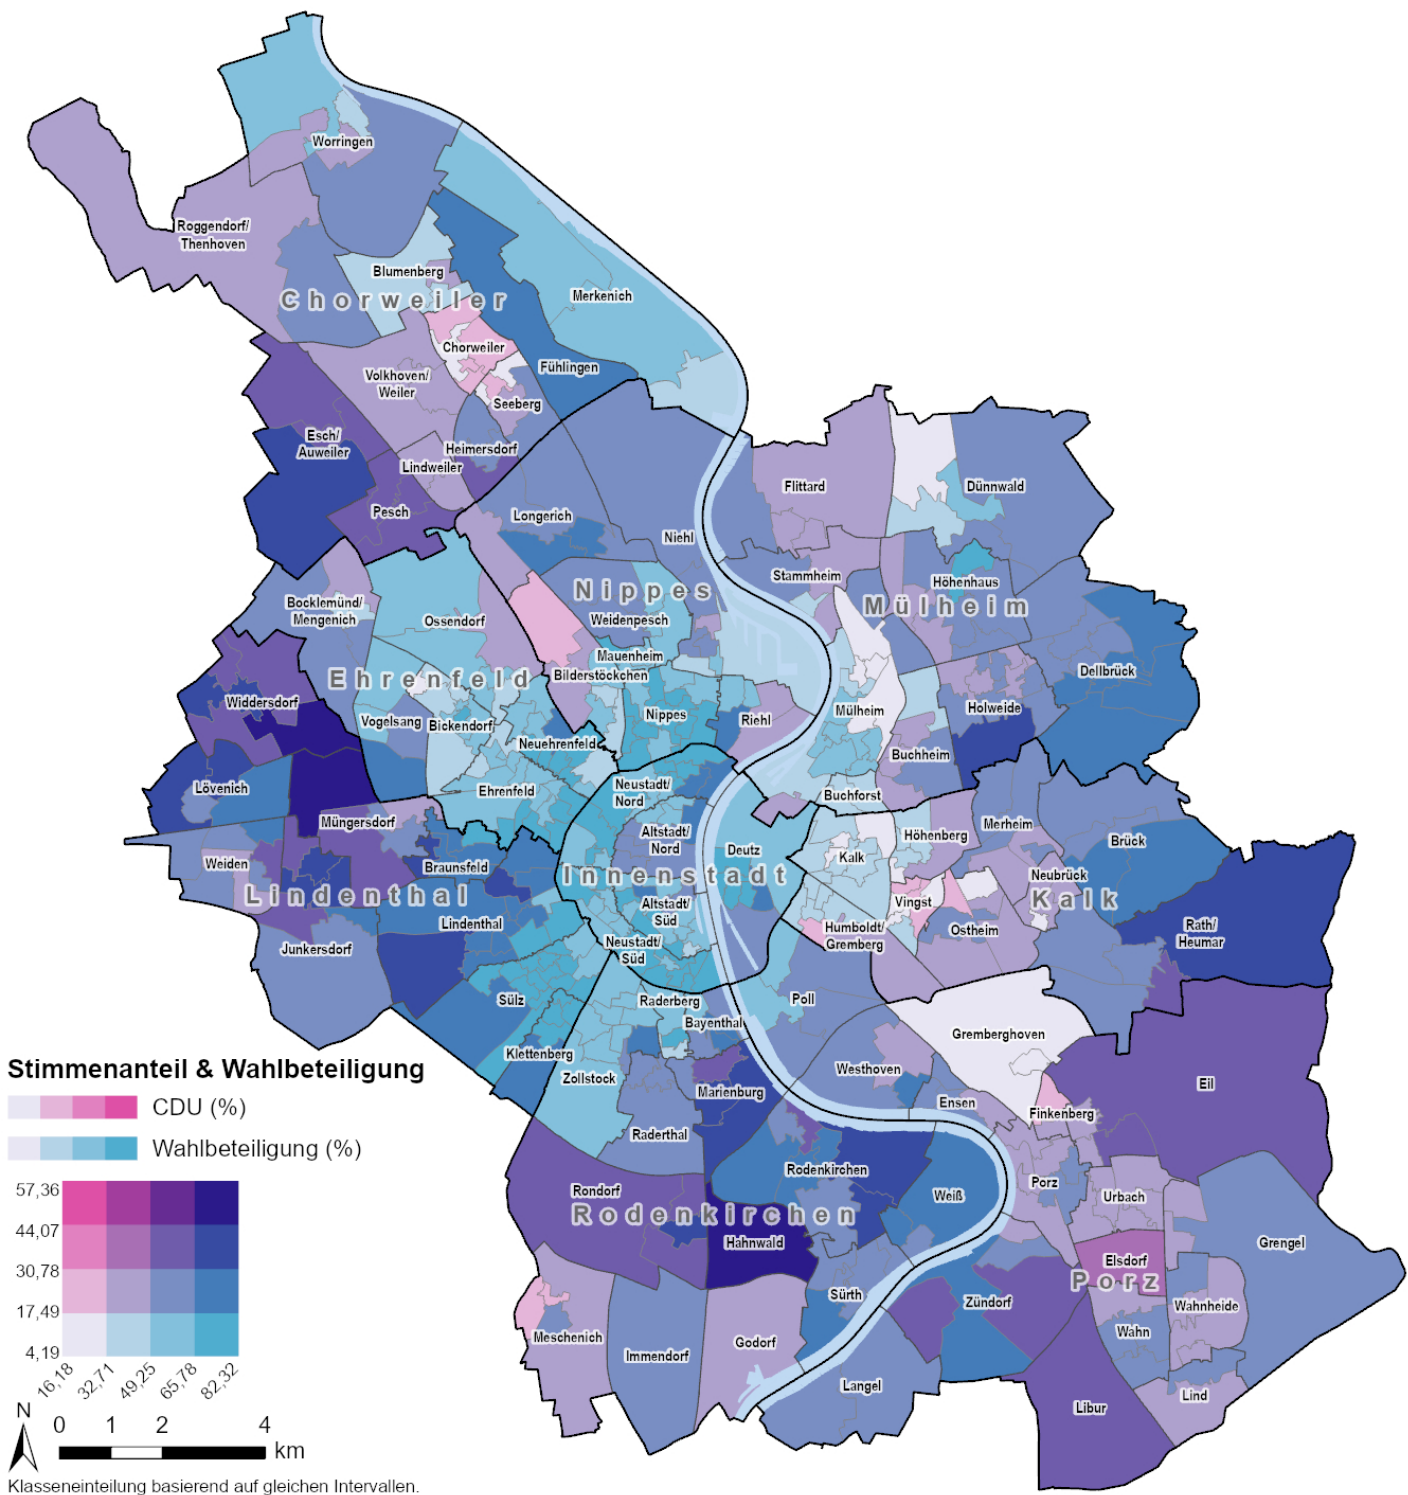 Worringen
Roggendorf/
Thenhoven
Blumenberg
Chorweiler
Merkenich
Chorweiler
Fühlingen
Volkhoven/
Weiler
Seeberg
Esch/
Auweiler
Heimersdorf
Lindweiler
Pesch
Flittard
Dünnwald
Longerich
Niehl
Stammheim
Höhenhaus
Nippes
Mülheim
Bocklemünd/
Mengenich
Ossendorf
Weidenpesch
Mauenheim
Dellbrück
Ehrenfeld
Bilderstöckchen
Widdersdorf
Vogelsang
Bickendorf
Nippes
Riehl
Mülheim
Holweide
Neuehrenfeld
Buchheim
Lövenich
Ehrenfeld
Neustadt/
Nord
Buchforst
Müngersdorf
Altstadt/
Nord
Deutz
Kalk
Höhenberg
Merheim
Brück
Weiden
Braunsfeld
Innenstadt
Neubrück
Lindenthal
Kalk
Lindenthal
Altstadt/
Süd
Vingst
Humboldt/
Gremberg
Ostheim
Rath/
Heumar
Junkersdorf
Neustadt/
Süd
Sülz
Raderberg
Poll
Bayenthal
Gremberghoven
Klettenberg
Zollstock
Marienburg
Westhoven
Eil
Ensen
Finkenberg
Raderthal
Rodenkirchen
Porz
Urbach
Rondorf
Weiß
Rodenkirchen
Hahnwald
Grengel
Elsdorf
Porz
Sürth
Zündorf
Wahnheide
Meschenich
Wahn
Immendorf
Godorf
Langel
Lind
Libur
Stimmenanteil & Wahlbeteiligung
CDU (%)
Wahlbeteiligung (%)
57,36
44,07
30,78
17,49
4,19
16,18 32,71 49,25 65,78 82,32
N
0 1 2 4
km
Klasseneinteilung basierend auf gleichen Intervallen.